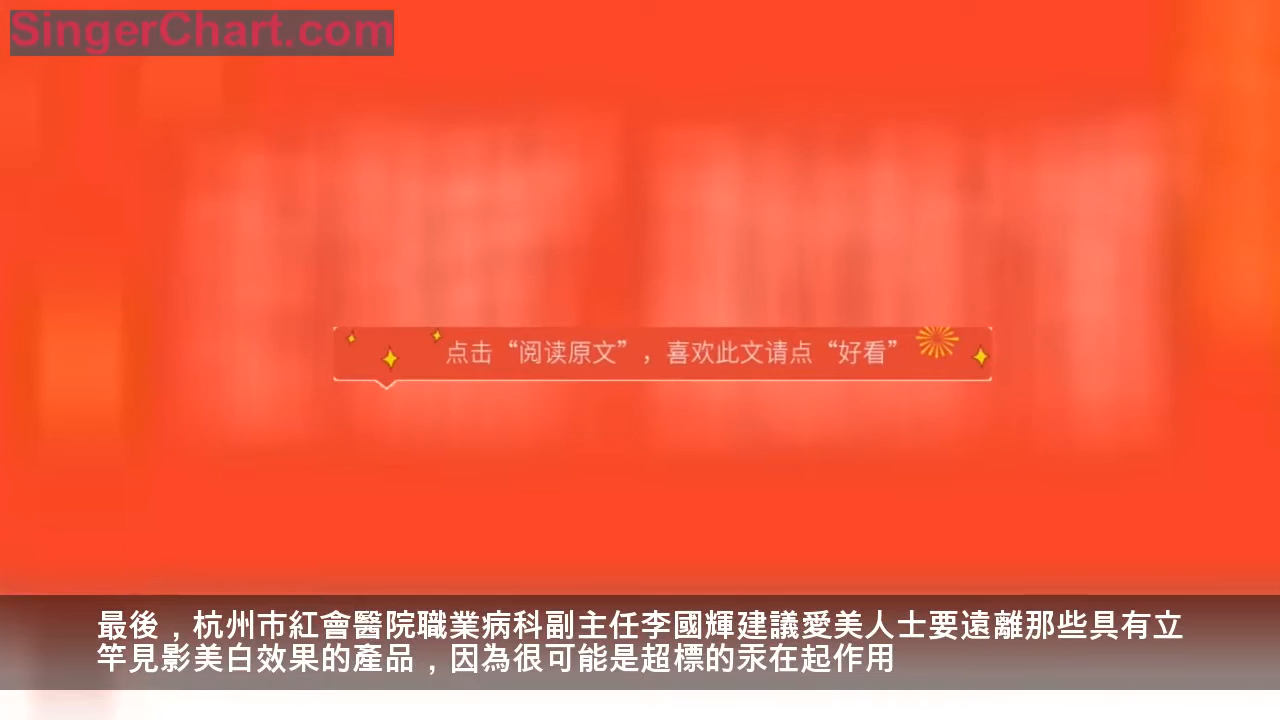 SingerChart.com
点击“阅读原文”，喜欢此文请点“好看”
最後，杭州市紅會醫院職業病科副主任李國輝建議愛美人士要遠離那些具有立
竿見影美白效果的產品，因為很可能是超標的汞在起作用